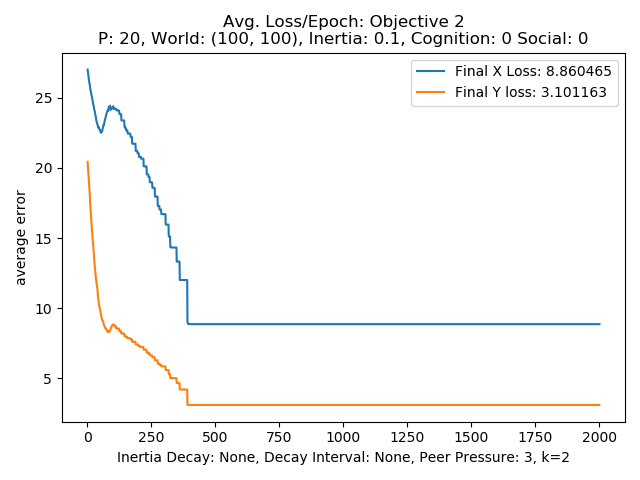 Avg. Loss/Epoch: Objective 2
P: 20, World: (100, 100), Inertia: 0.1, Cognition: 0 Social: 0
Final X Loss: 8.860465
Final Y loss: 3.101163
average error
25
20
15
10
5
0 250 500 750 1000 1250 1500 1750 2000
Inertia Decay: None, Decay Interval: None, Peer Pressure: 3, k=2